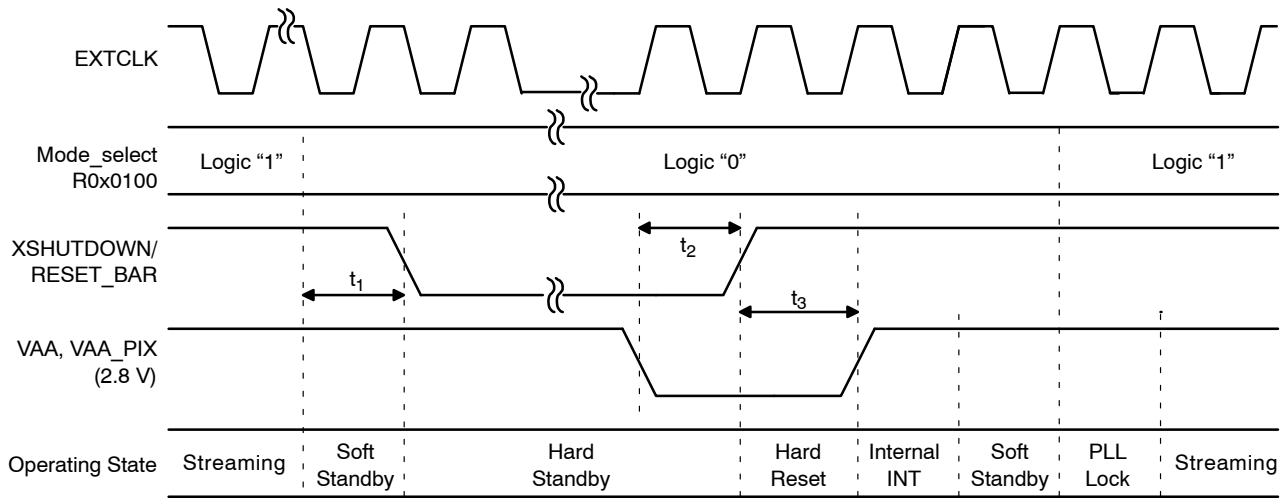 EXTCLK
Mode_select
R0x0100
Logic “1”
Logic “0”
Logic “1”
XSHUTDOWN/
RESET_BAR
t1
t2
t3
VAA, VAA_PIX
(2.8 V)
Operating State
Streaming
Soft
Standby
Hard
Standby
Hard
Reset
Internal
INT
Soft
Standby
PLL
Lock
Streaming